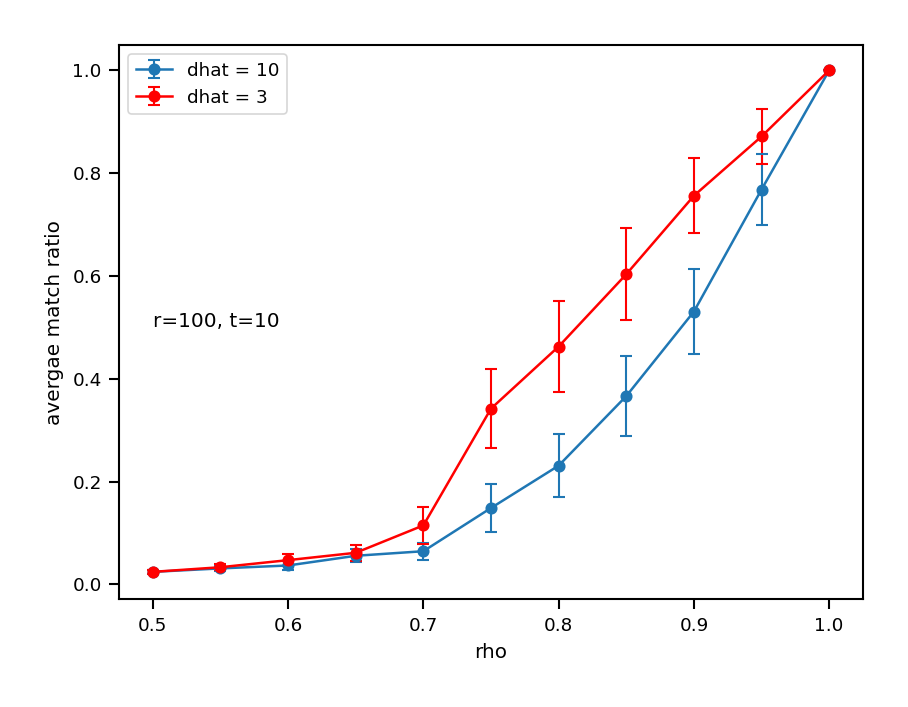 dhat = 10
dhat = 3
1.0
0.8
0.6
0.4
0.2
0.0
avergae match ratio
r=100, t=10
0.5 0.6 0.7 0.8 0.9 1.0
rho